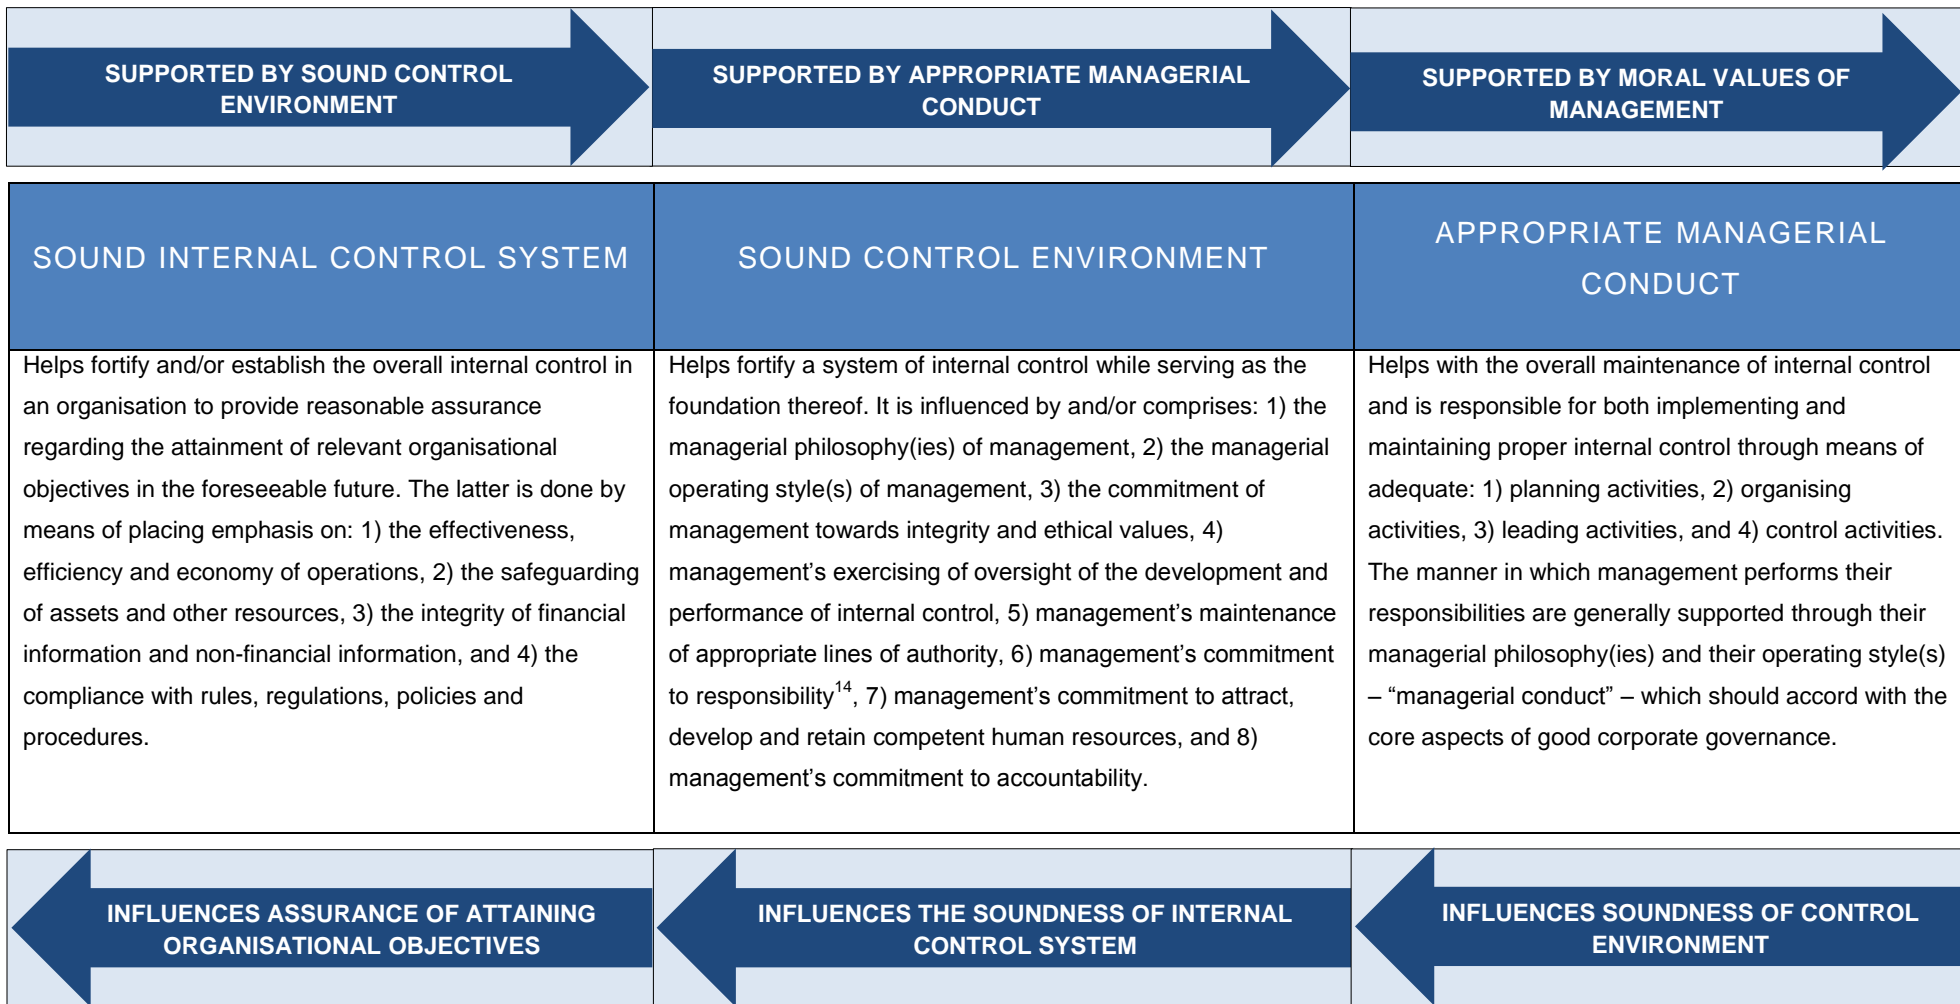 SUPPORTED BY SOUND CONTROL
ENVIRONMENT
SUPPORTED BY APPROPRIATE MANAGERIAL
CONDUCT
SUPPORTED BY MORAL VALUES OF
MANAGEMENT
SOUND INTERNAL CONTROL SYSTEM
SOUND CONTROL ENVIRONMENT
APPROPRIATE MANAGERIAL
CONDUCT
Helps fortify and/or establish the overall internal control in
an organisation to provide reasonable assurance
regarding the attainment of relevant organisational
objectives in the foreseeable future. The latter is done by
means of placing emphasis on: 1) the effectiveness,
efficiency and economy of operations, 2) the safeguarding
of assets and other resources, 3) the integrity of financial
information and non-financial information, and 4) the
compliance with rules, regulations, policies and
procedures.
Helps fortify a system of internal control while serving as the
foundation thereof. It is influenced by and/or comprises: 1) the
managerial philosophy(ies) of management, 2) the managerial
operating style(s) of management, 3) the commitment of
management towards integrity and ethical values, 4)
management’s exercising of oversight of the development and
performance of internal control, 5) management’s maintenance
of appropriate lines of authority, 6) management’s commitment
to responsibility14, 7) management’s commitment to attract,
develop and retain competent human resources, and 8)
management’s commitment to accountability.
Helps with the overall maintenance of internal control
and is responsible for both implementing and
maintaining proper internal control through means of
adequate: 1) planning activities, 2) organising
activities, 3) leading activities, and 4) control activities.
The manner in which management performs their
responsibilities are generally supported through their
managerial philosophy(ies) and their operating style(s)
– “managerial conduct” – which should accord with the
core aspects of good corporate governance.
INFLUENCES ASSURANCE OF ATTAINING
ORGANISATIONAL OBJECTIVES
INFLUENCES THE SOUNDNESS OF INTERNAL
CONTROL SYSTEM
INFLUENCES SOUNDNESS OF CONTROL
ENVIRONMENT